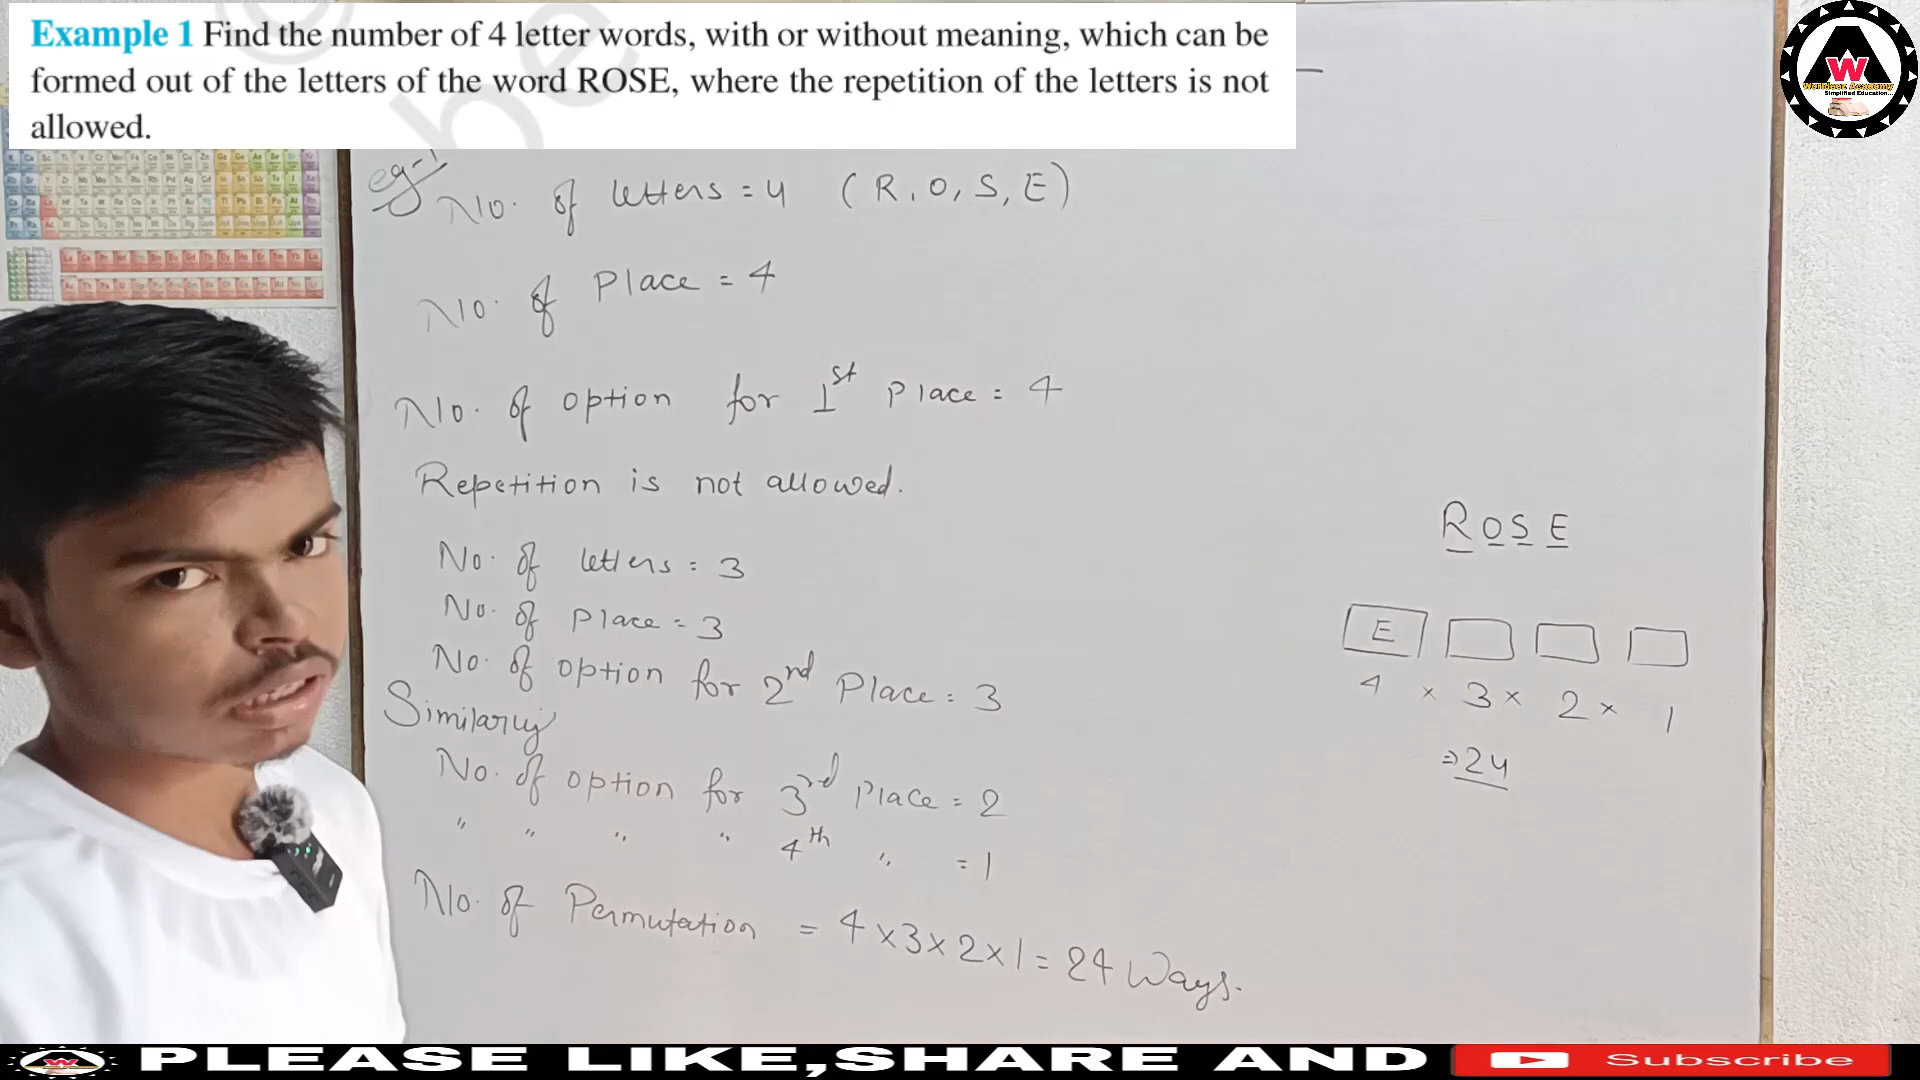 Example 1 Find the number of 4 letter words, with or without meaning, which can be
formed out of the letters of the word ROSE, where the repetition of the letters is not
allowed.
eg-1
No. of letters = 4 (R, O, S, E)
No. of Place = 4
No. of option for 1st Place = 4
Repetition is not allowed.
No. of letters = 3
No. of place = 3
No. of option for 2nd Place = 3
Similarly
No. of option for 3rd Place = 2
" " " " 4th " = 1
No. of Permutation = 4 × 3 × 2 × 1 = 24 Ways.
ROSE
E
4 × 3 × 2 × 1
⇒ 24
W
Simplified Education...
PLEASE LIKE,SHARE AND Subscribe